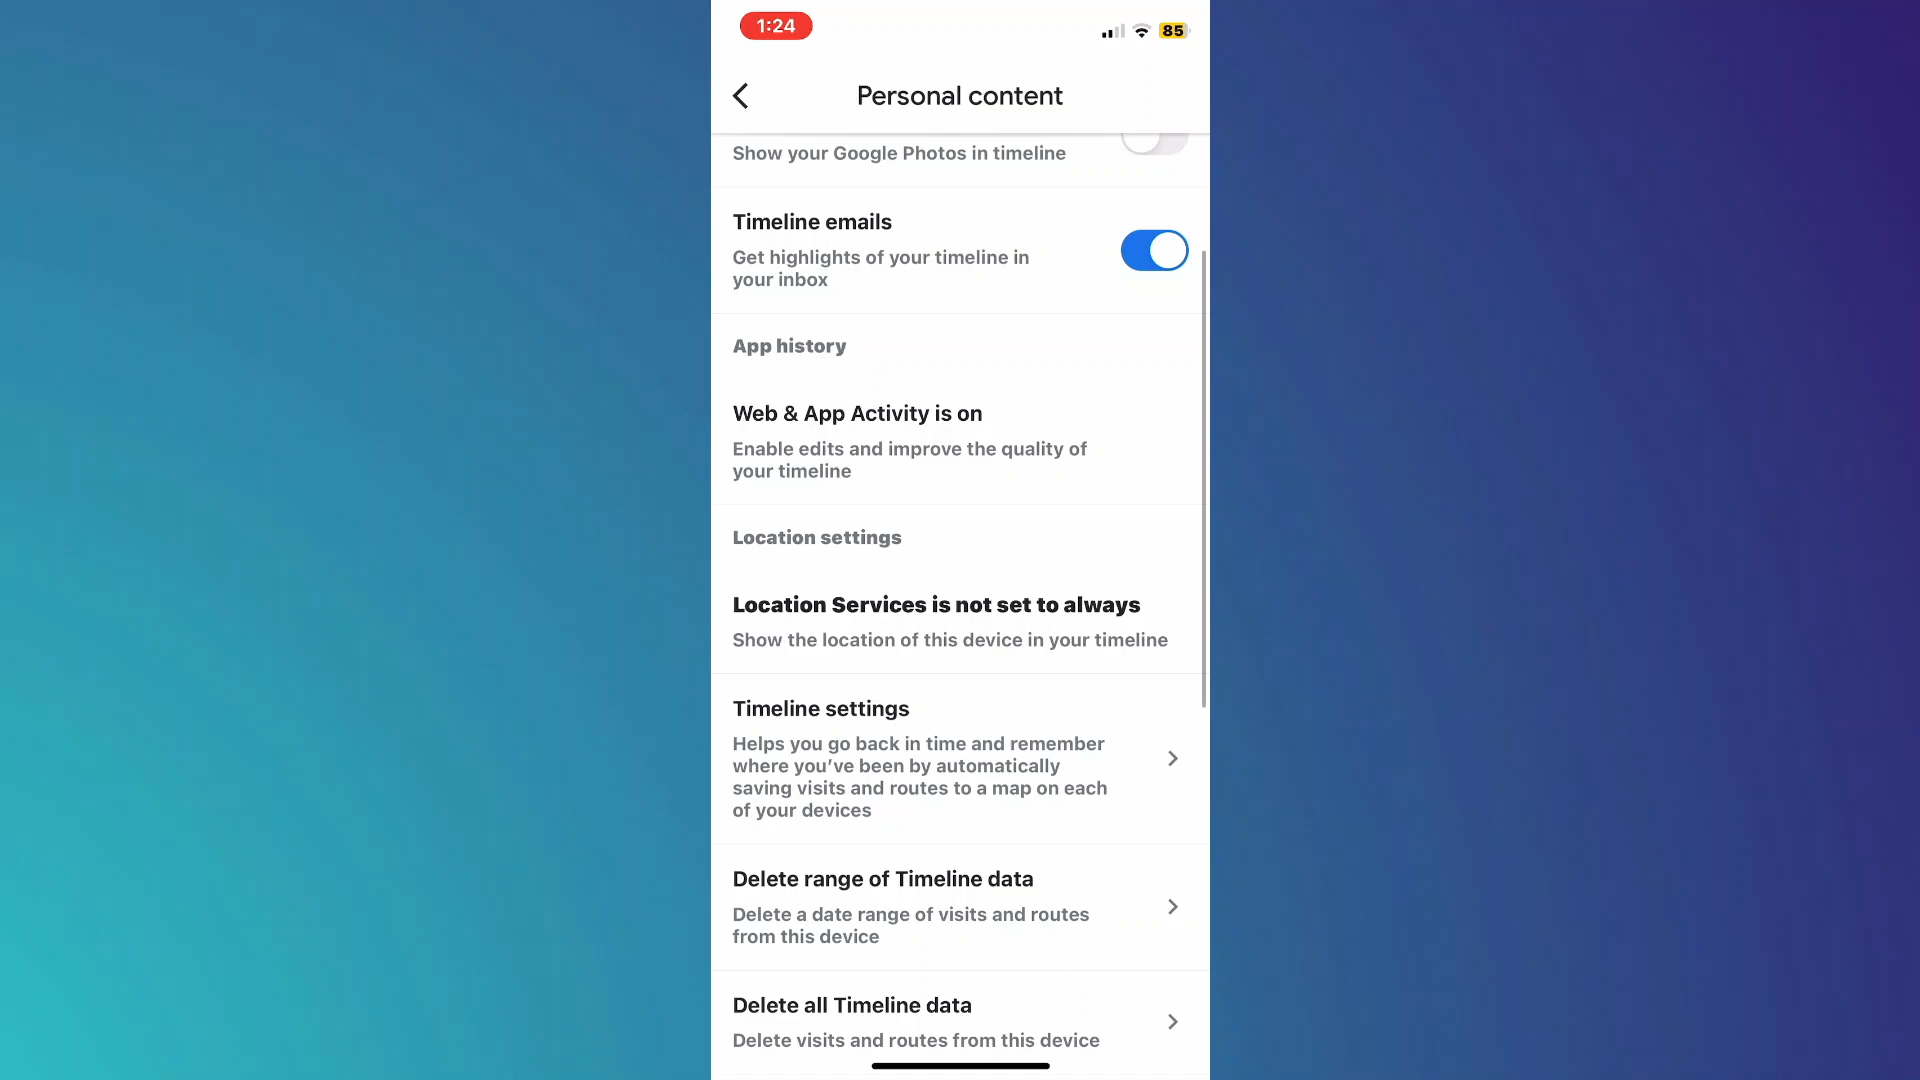 1:24
85
Personal content
Show your Google Photos in timeline
Timeline emails
Get highlights of your timeline in
your inbox
App history
Web & App Activity is on
Enable edits and improve the quality of
your timeline
Location settings
Location Services is not set to always
Show the location of this device in your timeline
Timeline settings
Helps you go back in time and remember
where you’ve been by automatically
saving visits and routes to a map on each
of your devices
Delete range of Timeline data
Delete a date range of visits and routes
from this device
Delete all Timeline data
Delete visits and routes from this device